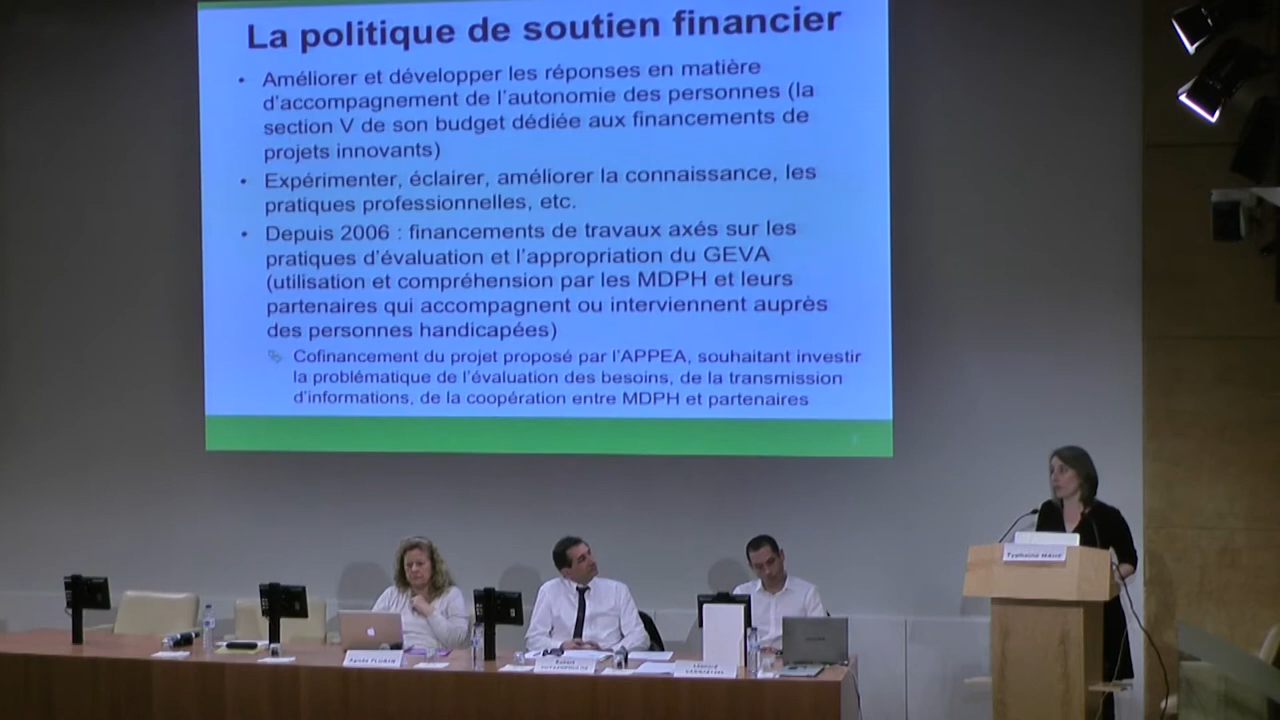 La politique de soutien financier
• Améliorer et développer les réponses en matière
d'accompagnement de l'autonomie des personnes (la
section V de son budget dédiée aux financements de
projets innovants)
• Expérimenter, éclairer, améliorer la connaissance, les
pratiques professionnelles, etc.
• Depuis 2006 : financements de travaux axés sur les
pratiques d'évaluation et l'appropriation du GEVA
(utilisation et compréhension par les MDPH et leurs
partenaires qui accompagnent ou interviennent auprès
des personnes handicapées)
Cofinancement du projet proposé par l'APPEA, souhaitant investir
la problématique de l'évaluation des besoins, de la transmission
d'informations, de la coopération entre MDPH et partenaires
Typhaine MAHE
Agnès FLORIN